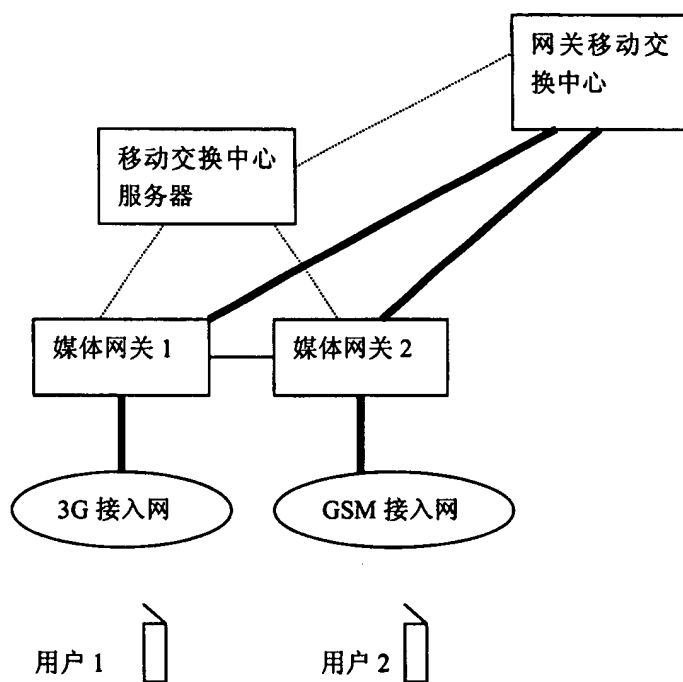 网关移动交
换中心
移动交换中心
服务器
媒体网关 1
媒体网关 2
3G 接入网
GSM 接入网
用户 1
用户 2